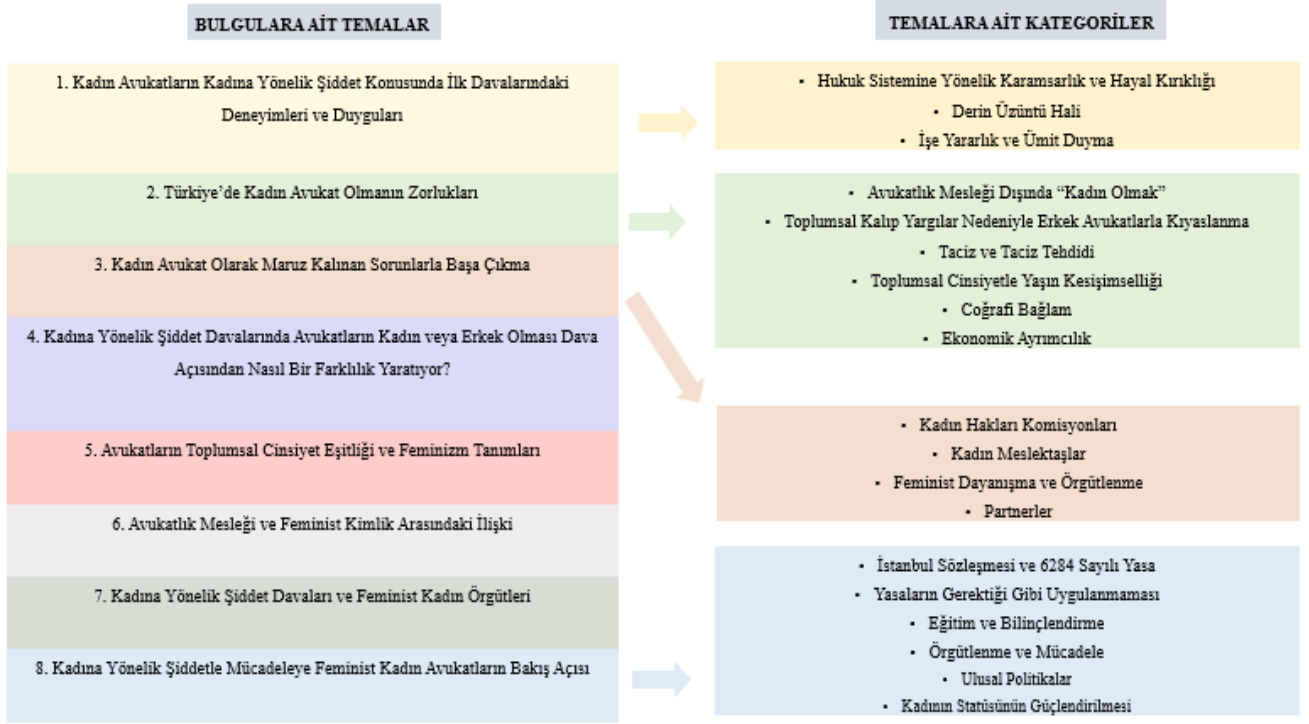 BULGULARA AİT TEMALAR
1. Kadın Avukatların Kadına Yönelik Şiddet Konusunda İlk Davalarındaki
Deneyimleri ve Duyguları
2. Türkiye’de Kadın Avukat Olmanın Zorlukları
3. Kadın Avukat Olarak Maruz Kalınan Sorunlarla Başa Çıkma
4. Kadına Yönelik Şiddet Davalarında Avukatların Kadın veya Erkek Olması Dava
Açısından Nasıl Bir Farklılık Yaratıyor?
5. Avukatların Toplumsal Cinsiyet Eşitliği ve Feminizm Tanımları
6. Avukatlık Mesleği ve Feminist Kimlik Arasındaki İlişki
7. Kadına Yönelik Şiddet Davaları ve Feminist Kadın Örgütleri
8. Kadına Yönelik Şiddetle Mücadeleye Feminist Kadın Avukatların Bakış Açısı
TEMALARA AİT KATEGORİLER
▪ Hukuk Sistemine Yönelik Karamsarlık ve Hayal Kırıklığı
▪ Derin Üzüntü Hali
▪ İşe Yararlık ve Ümit Duyma
▪ Avukatlık Mesleği Dışında “Kadın Olmak”
▪ Toplumsal Kalıp Yargılar Nedeniyle Erkek Avukatlarla Kıyaslanma
▪ Taciz ve Taciz Tehdidi
▪ Toplumsal Cinsiyetle Yaşın Kesişimselliği
▪ Coğrafi Bağlam
▪ Ekonomik Ayrımcılık
▪ Kadın Hakları Komisyonları
▪ Kadın Meslektaşlar
▪ Feminist Dayanışma ve Örgütlenme
▪ Partnerler
▪ İstanbul Sözleşmesi ve 6284 Sayılı Yasa
▪ Yasaların Gerektiği Gibi Uygulanmaması
▪ Eğitim ve Bilinçlendirme
▪ Örgütlenme ve Mücadele
▪ Ulusal Politikalar
▪ Kadının Statüsünün Güçlendirilmesi